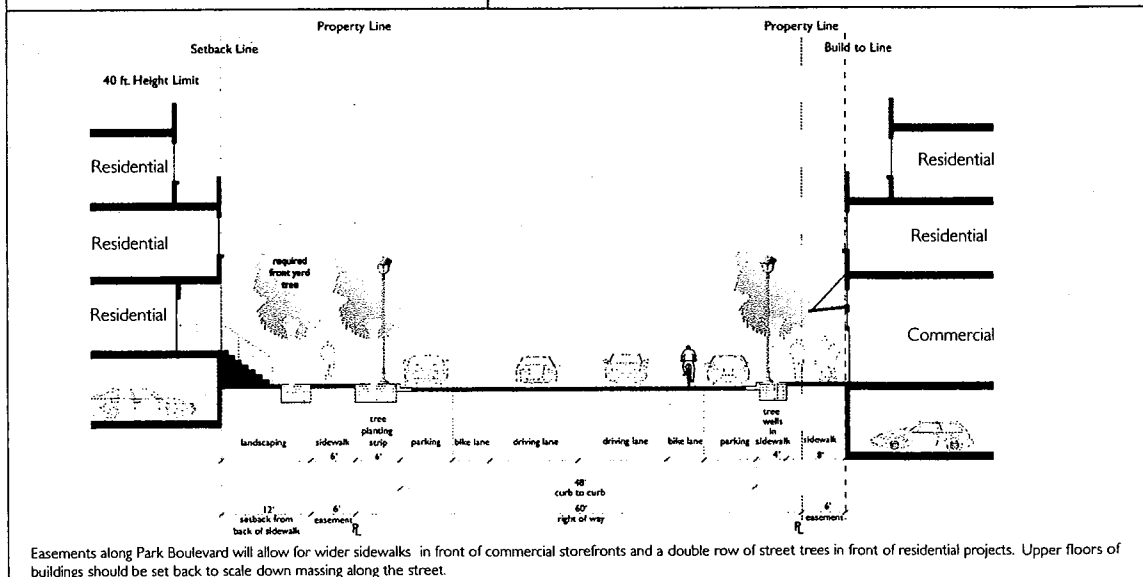 Property Line
Property Line
Setback Line
Build to Line
40 ft. Height Limit
Residential
Residential
Residential
Residential
required
front yard
tree
Residential
Commercial
landscaping
sidewalk
6'
tree
planting
strip
6'
parking
bike lane
driving lane
driving lane
bike lane
parking
tree
wells
in
sidewalk
4'
sidewalk
8'
48'
curb to curb
12'
setback from
back of sidewalk
6'
easement
PL
60'
right of way
PL
6'
easement
Easements along Park Boulevard will allow for wider sidewalks in front of commercial storefronts and a double row of street trees in front of residential projects. Upper floors of
buildings should be set back to scale down massing along the street.